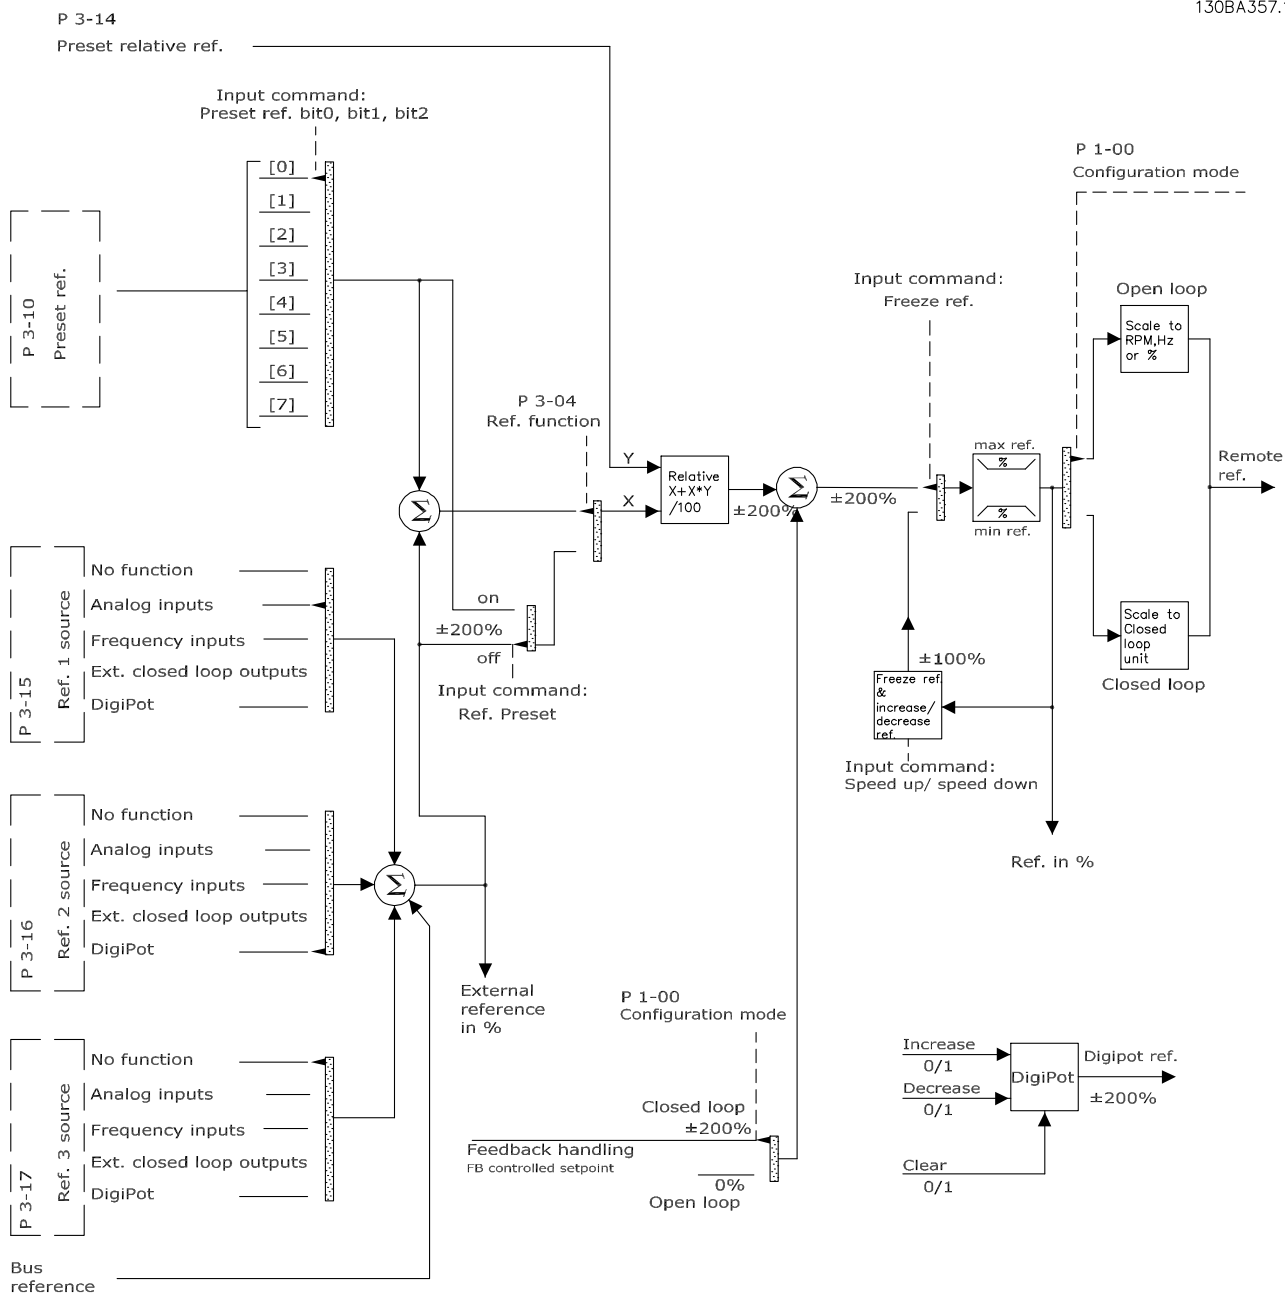 130BA357.
P 3-14
Preset relative ref.
Input command:
Preset ref. bit0, bit1, bit2
[0]
[1]
[2]
[3]
[4]
[5]
[6]
[7]
P 3-10
Preset ref.
P 1-00
Configuration mode
Input command:
Freeze ref.
Open loop
Scale to
RPM,Hz
or %
P 3-04
Ref. function
Y
X
Relative
X+X*Y
/100
±200%
Σ
±200%
max ref.
%
%
min ref.
Remote
ref.
Σ
on
±200%
off
Input command:
Ref. Preset
Scale to
Closed
loop
unit
Closed loop
±100%
Freeze ref.
&
increase/
decrease
ref.
Input command:
Speed up/ speed down
Ref. in %
P 3-15
Ref. 1 source
No function
Analog inputs
Frequency inputs
Ext. closed loop outputs
DigiPot
P 3-16
Ref. 2 source
No function
Analog inputs
Frequency inputs
Ext. closed loop outputs
DigiPot
Σ
External
reference
in %
P 3-17
Ref. 3 source
No function
Analog inputs
Frequency inputs
Ext. closed loop outputs
DigiPot
Bus
reference
P 1-00
Configuration mode
Closed loop
±200%
Feedback handling
FB controlled setpoint
0%
Open loop
Increase
0/1
Decrease
0/1
Clear
0/1
DigiPot
Digipot ref.
±200%